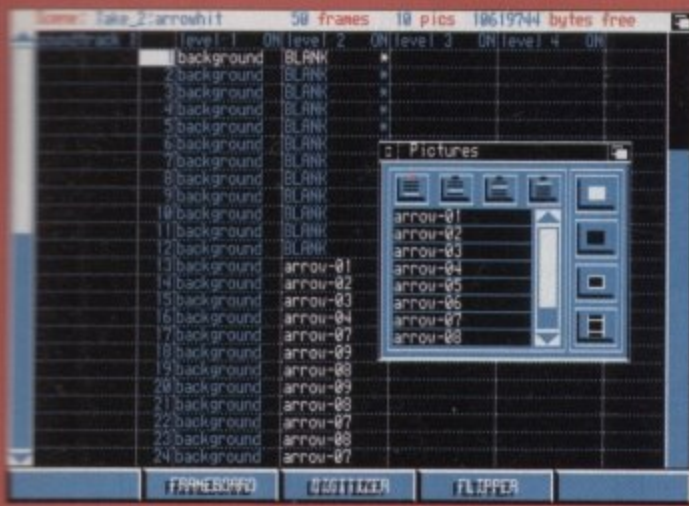 Scene: Take_2:arrowhit 50 frames 10 pics 10619744 bytes free
level 1 ON level 2 ON level 3 ON level 4 ON
1 background BLANK *
2 background BLANK *
3 background BLANK *
4 background BLANK *
5 background BLANK *
6 background BLANK
7 background BLANK
8 background BLANK
9 background BLANK
10 background BLANK
11 background BLANK
12 background BLANK
13 background arrow-01
14 background arrow-02
15 background arrow-03
16 background arrow-04
17 background arrow-07
18 background arrow-09
19 background arrow-08
20 background arrow-09
21 background arrow-08
22 background arrow-07
23 background arrow-08
24 background arrow-07
Pictures
arrow-01
arrow-02
arrow-03
arrow-04
arrow-05
arrow-06
arrow-07
arrow-08
FRAMEBOARD DIGITIZER FLIPPER